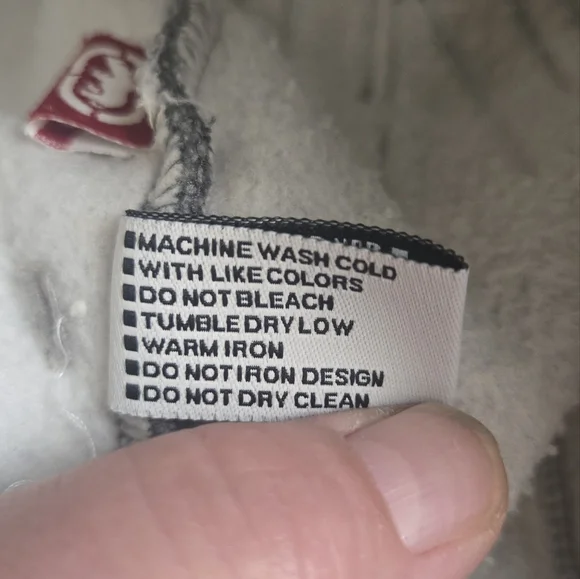 MACHINE WASH COLD
WITH LIKE COLORS
DO NOT BLEACH
TUMBLE DRY LOW
WARM IRON
DO NOT IRON DESIGN
DO NOT DRY CLEAN